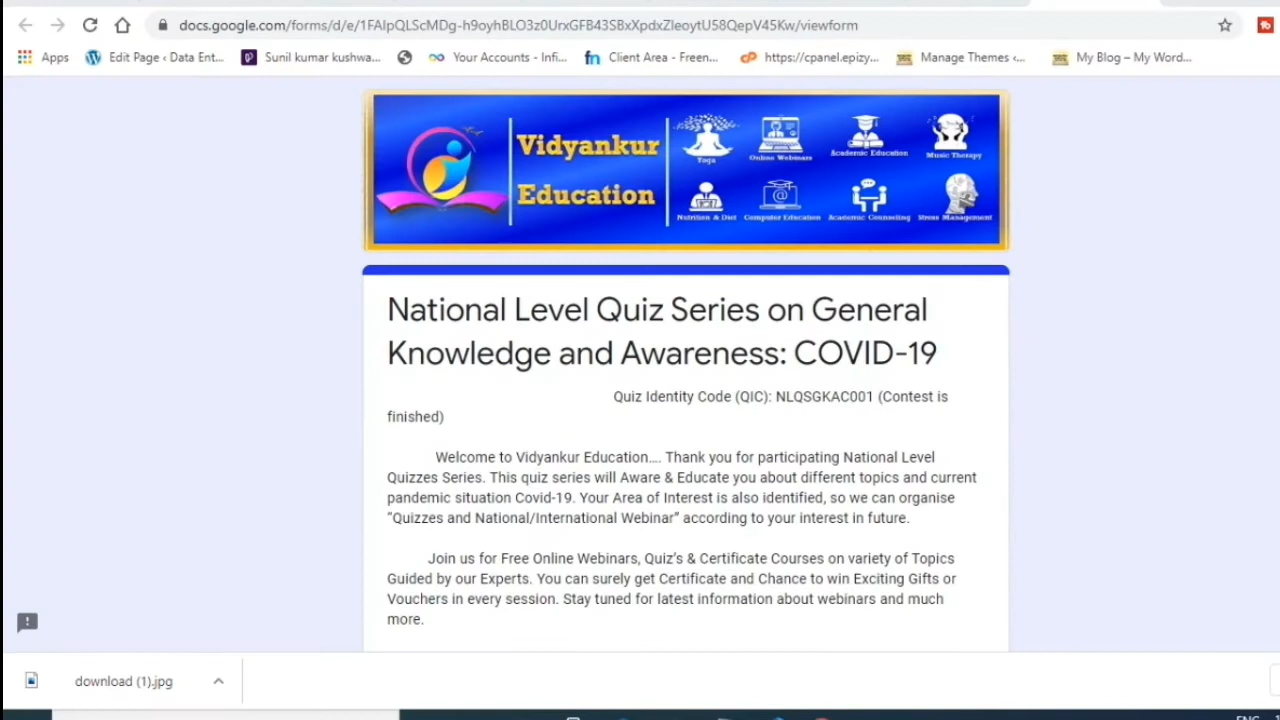 docs.google.com/forms/d/e/1FAIpQLScMDg-h9oyhBLO3z0UrxGFB43SBxXpdxZleoytU58QepV45Kw/viewform
Apps Edit Page ‹ Data Ent... Sunil kumar kushwa... Your Accounts - Infi... Client Area - Freen... https://cpanel.epizy... Manage Themes ‹... My Blog – My Word...
Vidyankur
Education
Yoga Online Webinars Academic Education Music Therapy
Nutrition & Diet Computer Education Academic Counseling Stress Management
National Level Quiz Series on General
Knowledge and Awareness: COVID-19
Quiz Identity Code (QIC): NLQSGKAC001 (Contest is
finished)
Welcome to Vidyankur Education.... Thank you for participating National Level
Quizzes Series. This quiz series will Aware & Educate you about different topics and current
pandemic situation Covid-19. Your Area of Interest is also identified, so we can organise
“Quizzes and National/International Webinar” according to your interest in future.
Join us for Free Online Webinars, Quiz's & Certificate Courses on variety of Topics
Guided by our Experts. You can surely get Certificate and Chance to win Exciting Gifts or
Vouchers in every session. Stay tuned for latest information about webinars and much
more.
download (1).jpg